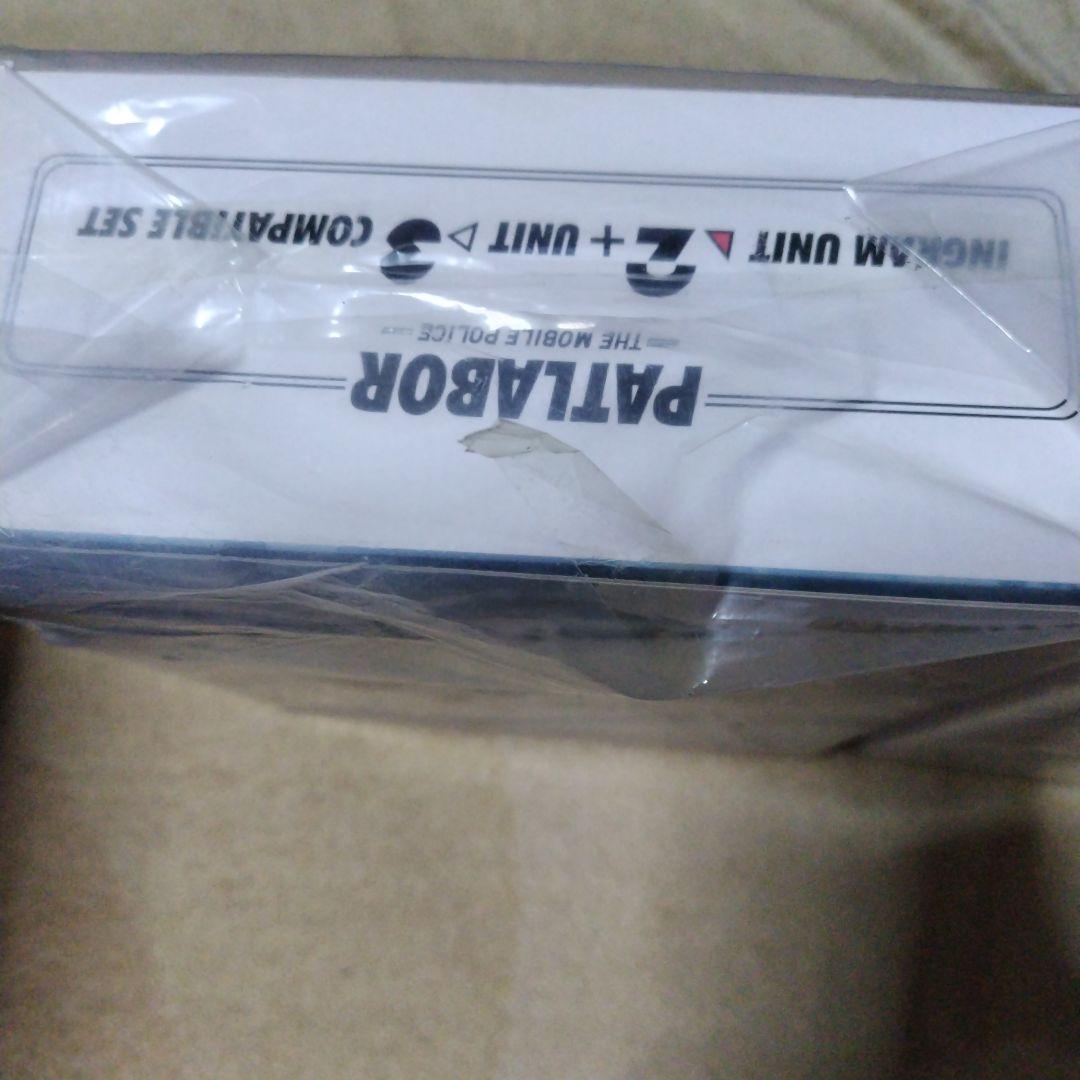 PATLABOR
THE MOBILE POLICE
INGRAM UNIT 2 + UNIT 3 COMPATIBLE SET